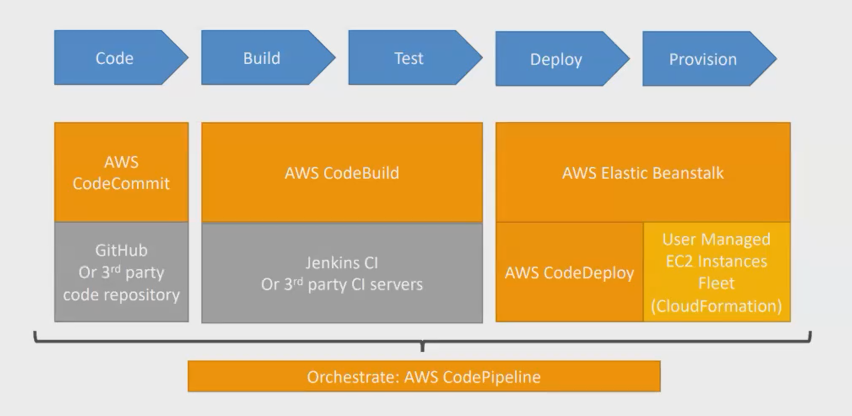 Code
Build
Test
Deploy
Provision
AWS
CodeCommit
AWS CodeBuild
AWS Elastic Beanstalk
GitHub
Or 3rd party
code repository
Jenkins CI
Or 3rd party CI servers
AWS CodeDeploy
User Managed
EC2 Instances
Fleet
(CloudFormation)
Orchestrate: AWS CodePipeline